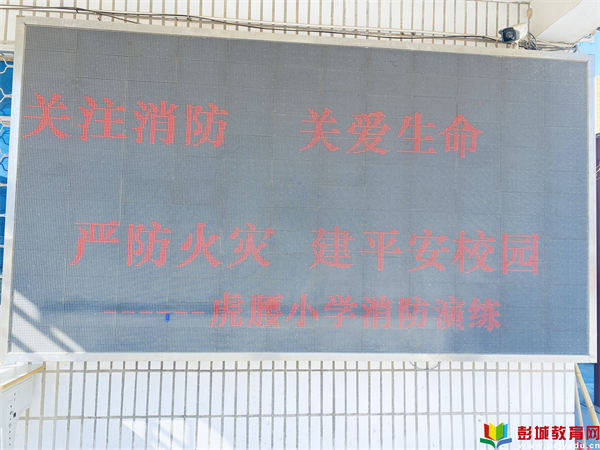 关注消防 关爱生命
严防火灾 建平安校园
------虎腰小学消防演练
彭城教育网